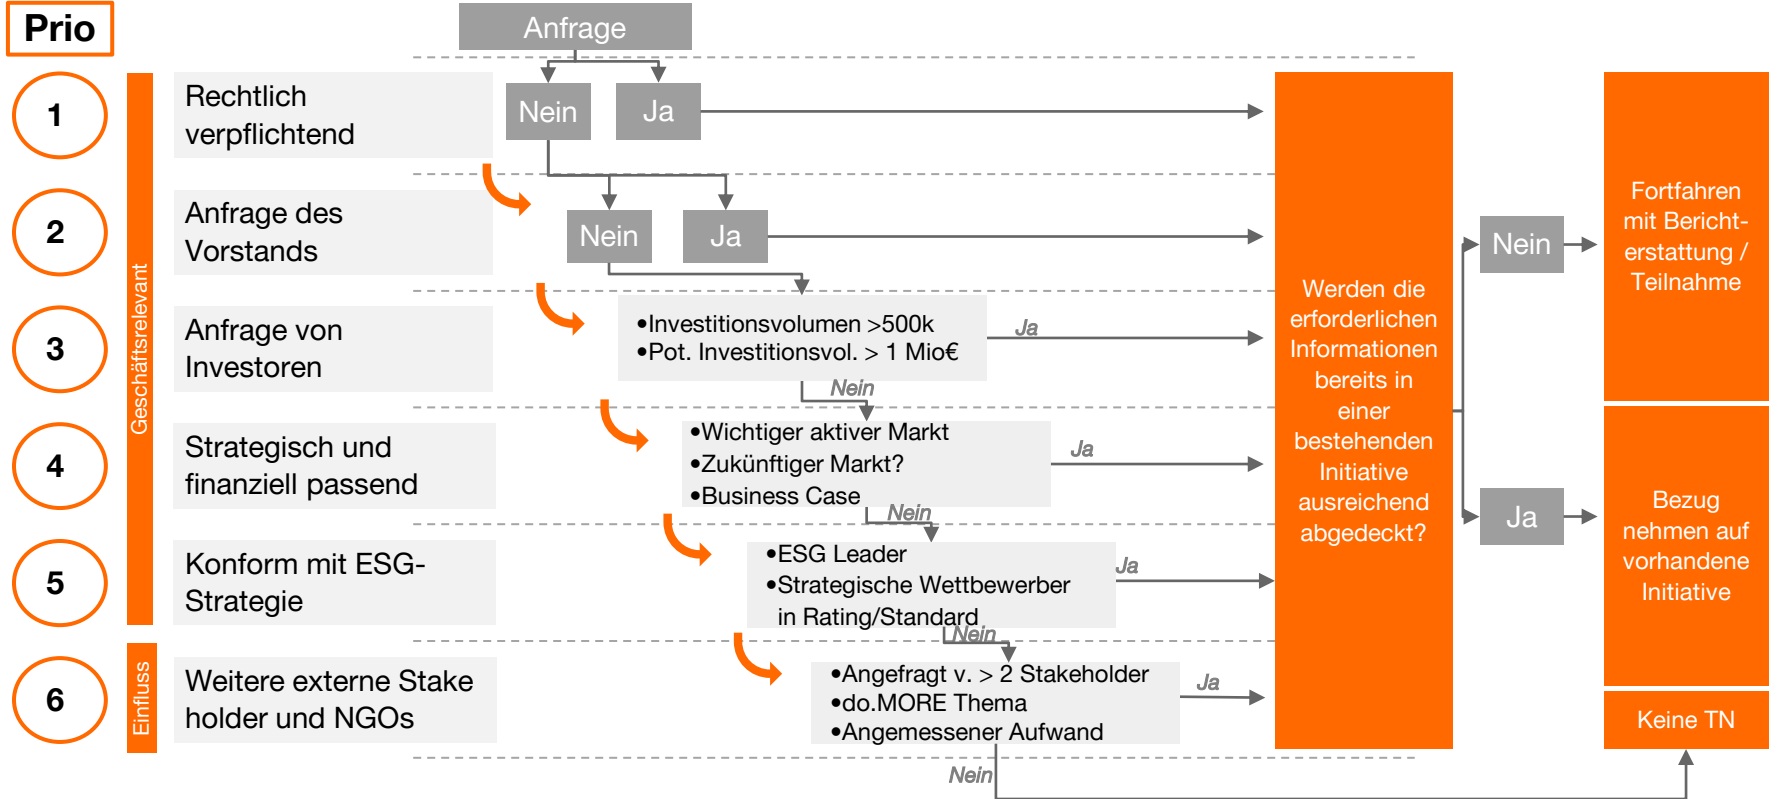 Prio
Anfrage
1
Geschäftsrelevant
Rechtlich
verpflichtend
Nein
Ja
2
Anfrage des
Vorstands
Nein
Ja
3
Anfrage von
Investoren
•Investitionsvolumen >500k
•Pot. Investitionsvol. > 1 Mio€
Ja
Nein
4
Strategisch und
finanziell passend
•Wichtiger aktiver Markt
•Zukünftiger Markt?
•Business Case
Ja
Nein
5
Konform mit ESG-
Strategie
•ESG Leader
•Strategische Wettbewerber
in Rating/Standard
Ja
Nein
6
Einfluss
Weitere externe Stake
holder und NGOs
•Angefragt v. > 2 Stakeholder
•do.MORE Thema
•Angemessener Aufwand
Ja
Nein
Werden die
erforderlichen
Informationen
bereits in
einer
bestehenden
Initiative
ausreichend
abgedeckt?
Nein
Ja
Fortfahren
mit Bericht-
erstattung /
Teilnahme
Bezug
nehmen auf
vorhandene
Initiative
Keine TN